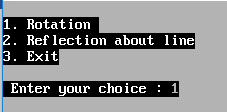 1. Rotation
2. Reflection about line
3. Exit
Enter your choice : 1